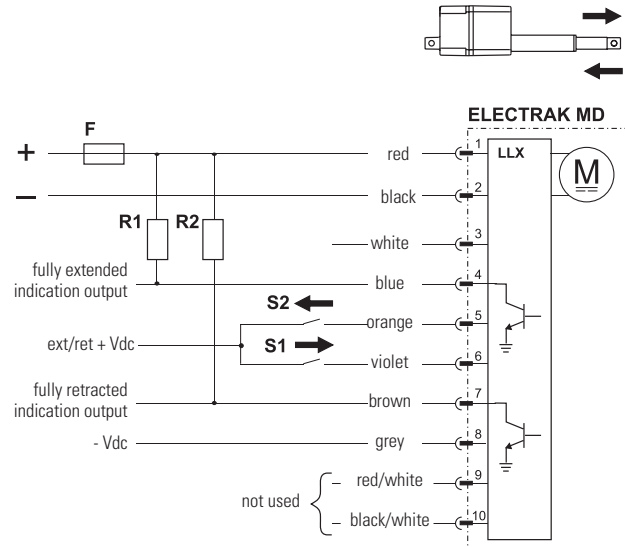 ELECTRAK MD
F
+
red
1
LLX
M
–
black
2
R1
R2
white
3
fully extended
indication output
blue
4
S2
orange
5
ext/ret + Vdc
S1
violet
6
fully retracted
indication output
brown
7
- Vdc
grey
8
not used
red/white
9
black/white
10